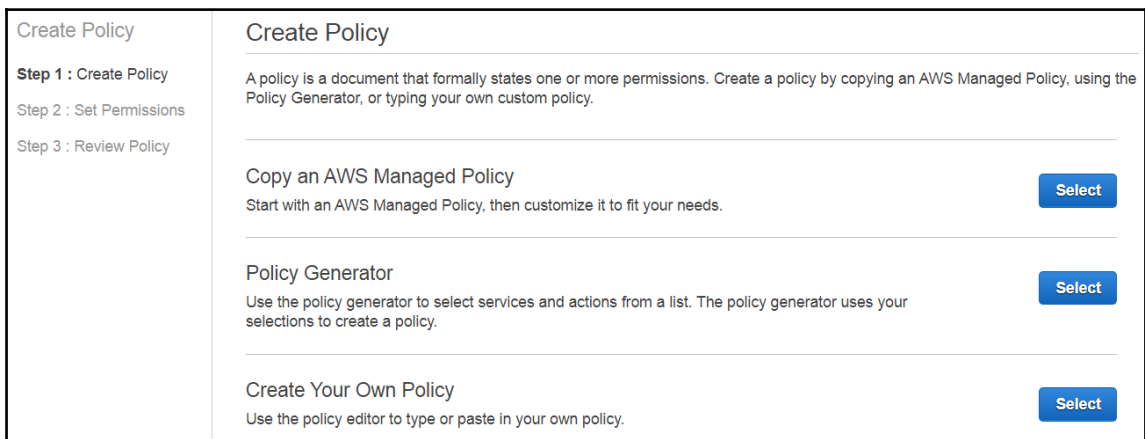 Create Policy
Step 1 : Create Policy
Step 2 : Set Permissions
Step 3 : Review Policy
Create Policy
A policy is a document that formally states one or more permissions. Create a policy by copying an AWS Managed Policy, using the
Policy Generator, or typing your own custom policy.
Copy an AWS Managed Policy
Start with an AWS Managed Policy, then customize it to fit your needs.
Select
Policy Generator
Use the policy generator to select services and actions from a list. The policy generator uses your
selections to create a policy.
Select
Create Your Own Policy
Use the policy editor to type or paste in your own policy.
Select